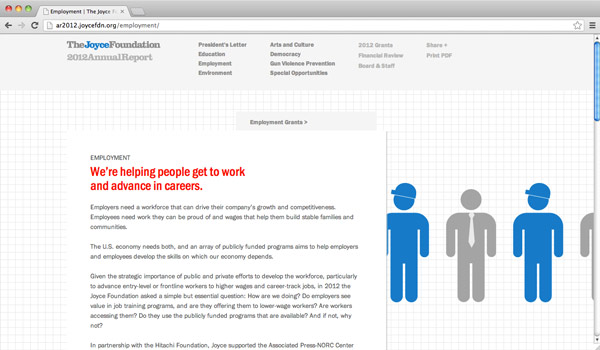 Employment | The Joyce F
ar2012.joycefdn.org/employment/
TheJoyceFoundation
2012AnnualReport
President's Letter
Education
Employment
Environment
Arts and Culture
Democracy
Gun Violence Prevention
Special Opportunities
2012 Grants
Financial Review
Board & Staff
Share +
Print PDF
Employment Grants >
EMPLOYMENT
We're helping people get to work
and advance in careers.
Employers need a workforce that can drive their company's growth and competitiveness.
Employees need work they can be proud of and wages that help them build stable families and
communities.
The U.S. economy needs both, and an array of publicly funded programs aims to help employers
and employees develop the skills on which our economy depends.
Given the strategic importance of public and private efforts to develop the workforce, particularly
to advance entry-level or frontline workers to higher wages and career-track jobs, in 2012 the
Joyce Foundation asked a simple but essential question: How are we doing? Do employers see
value in job training programs, and are they offering them to lower-wage workers? Are workers
accessing them? Do they use the publicly funded programs that are available? And if not, why
not?
In partnership with the Hitachi Foundation, Joyce supported the Associated Press-NORC Center